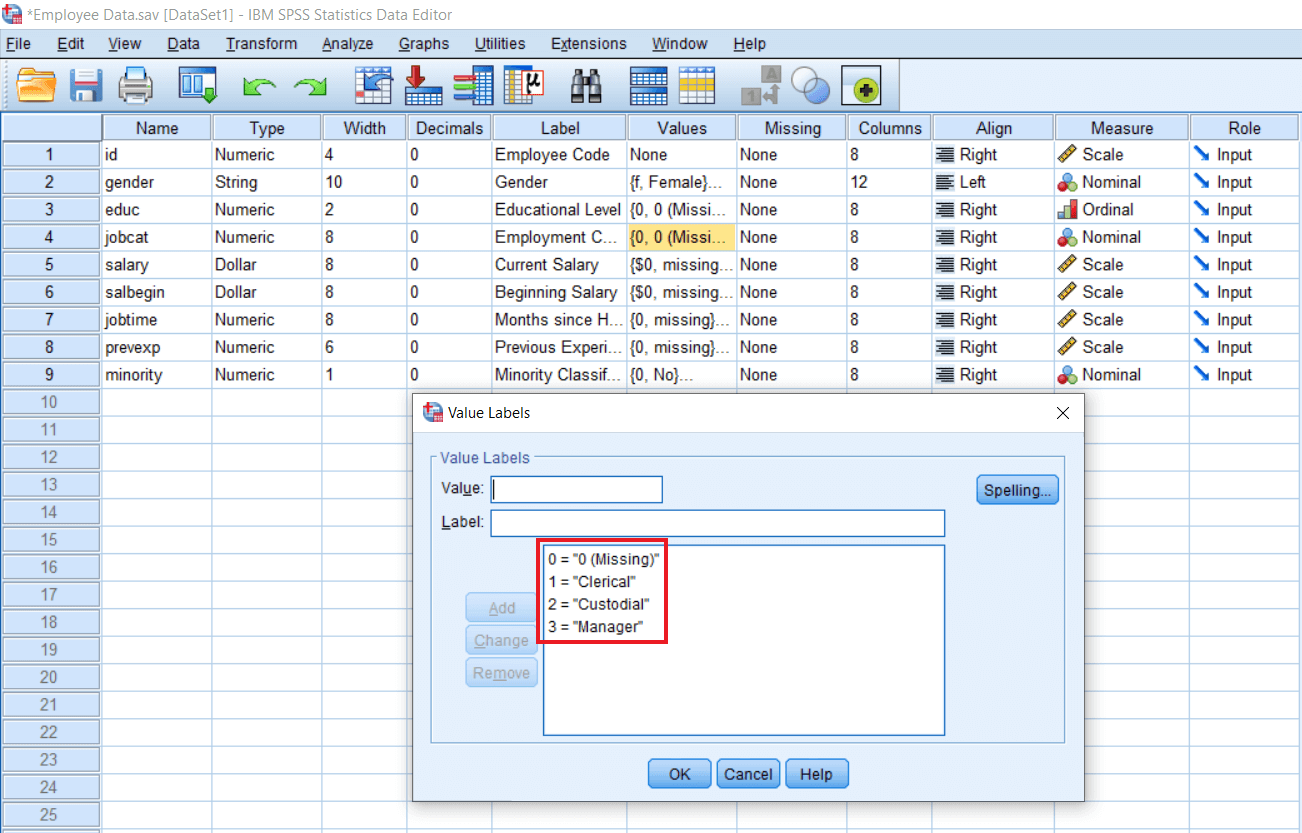 *Employee Data.sav [DataSet1] - IBM SPSS Statistics Data Editor
File Edit View Data Transform Analyze Graphs Utilities Extensions Window Help
Name Type Width Decimals Label Values Missing Columns Align Measure Role
1 id Numeric 4 0 Employee Code None None 8 Right Scale Input
2 gender String 10 0 Gender {f, Female}... None 12 Left Nominal Input
3 educ Numeric 2 0 Educational Level {0, 0 (Missi... None 8 Right Ordinal Input
4 jobcat Numeric 8 0 Employment C... {0, 0 (Missi... None 8 Right Nominal Input
5 salary Dollar 8 0 Current Salary {$0, missing... None 8 Right Scale Input
6 salbegin Dollar 8 0 Beginning Salary {$0, missing... None 8 Right Scale Input
7 jobtime Numeric 8 0 Months since H... {0, missing}... None 8 Right Scale Input
8 prevexp Numeric 6 0 Previous Experi... {0, missing}... None 8 Right Scale Input
9 minority Numeric 1 0 Minority Classif... {0, No}... None 8 Right Nominal Input
10
11
12
13
14
15
16
17
18
19
20
21
22
23
24
25
Value Labels
Value Labels
Value:
Spelling...
Label:
0 = "0 (Missing)"
1 = "Clerical"
2 = "Custodial"
3 = "Manager"
Add
Change
Remove
OK Cancel Help